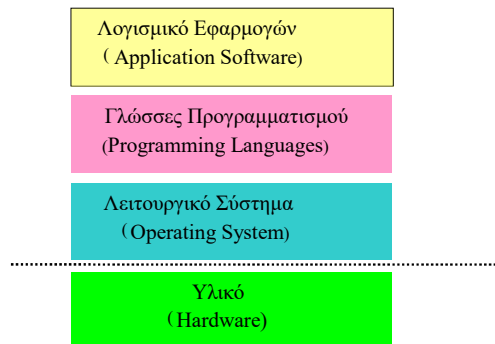 Λογισμικό Εφαρμογών
( Application Software)
Γλώσσες Προγραμματισμού
(Programming Languages)
Λειτουργικό Σύστημα
(Operating System)
Υλικό
(Hardware)